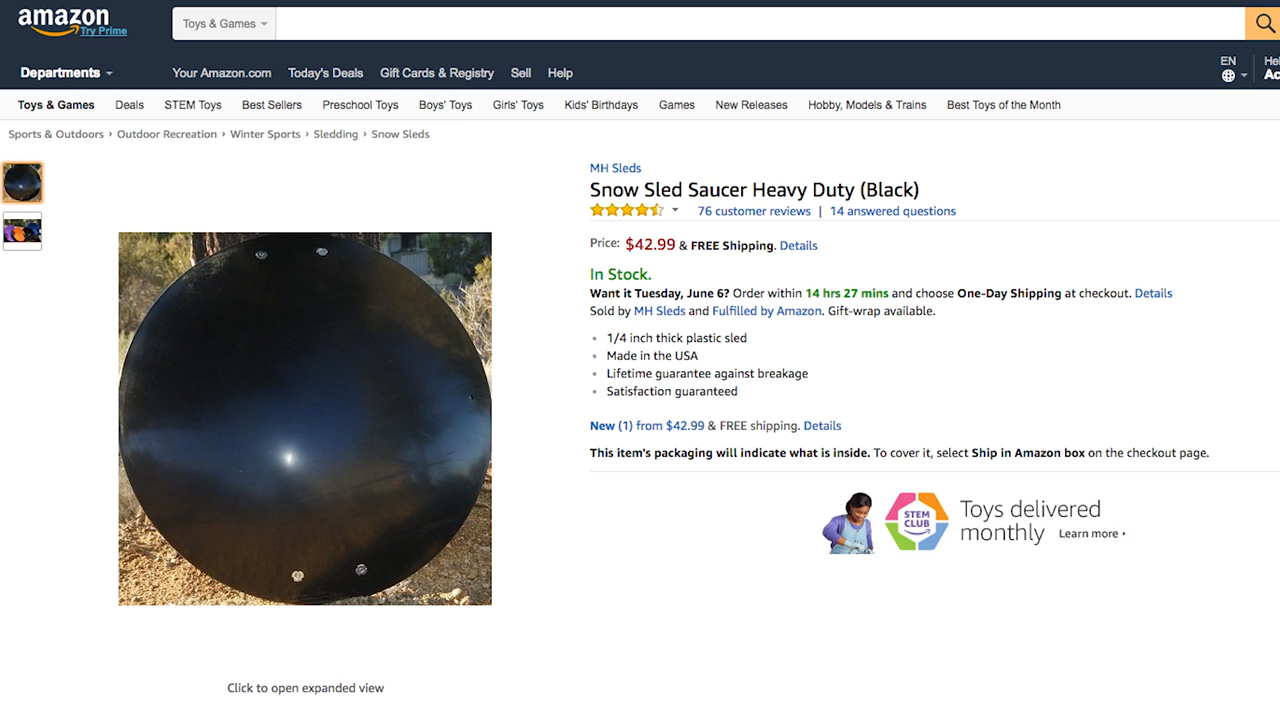 amazon
Try Prime
Toys & Games
Departments
Your Amazon.com Today's Deals Gift Cards & Registry Sell Help
EN
Toys & Games Deals STEM Toys Best Sellers Preschool Toys Boys' Toys Girls' Toys Kids' Birthdays Games New Releases Hobby, Models & Trains Best Toys of the Month
Sports & Outdoors › Outdoor Recreation › Winter Sports › Sledding › Snow Sleds
MH Sleds
Snow Sled Saucer Heavy Duty (Black)
76 customer reviews | 14 answered questions
Price: $42.99 & FREE Shipping. Details
In Stock.
Want it Tuesday, June 6? Order within 14 hrs 27 mins and choose One-Day Shipping at checkout. Details
Sold by MH Sleds and Fulfilled by Amazon. Gift-wrap available.
• 1/4 inch thick plastic sled
• Made in the USA
• Lifetime guarantee against breakage
• Satisfaction guaranteed
New (1) from $42.99 & FREE shipping. Details
This item's packaging will indicate what is inside. To cover it, select Ship in Amazon box on the checkout page.
STEM
CLUB
Toys delivered
monthly Learn more ›
Click to open expanded view